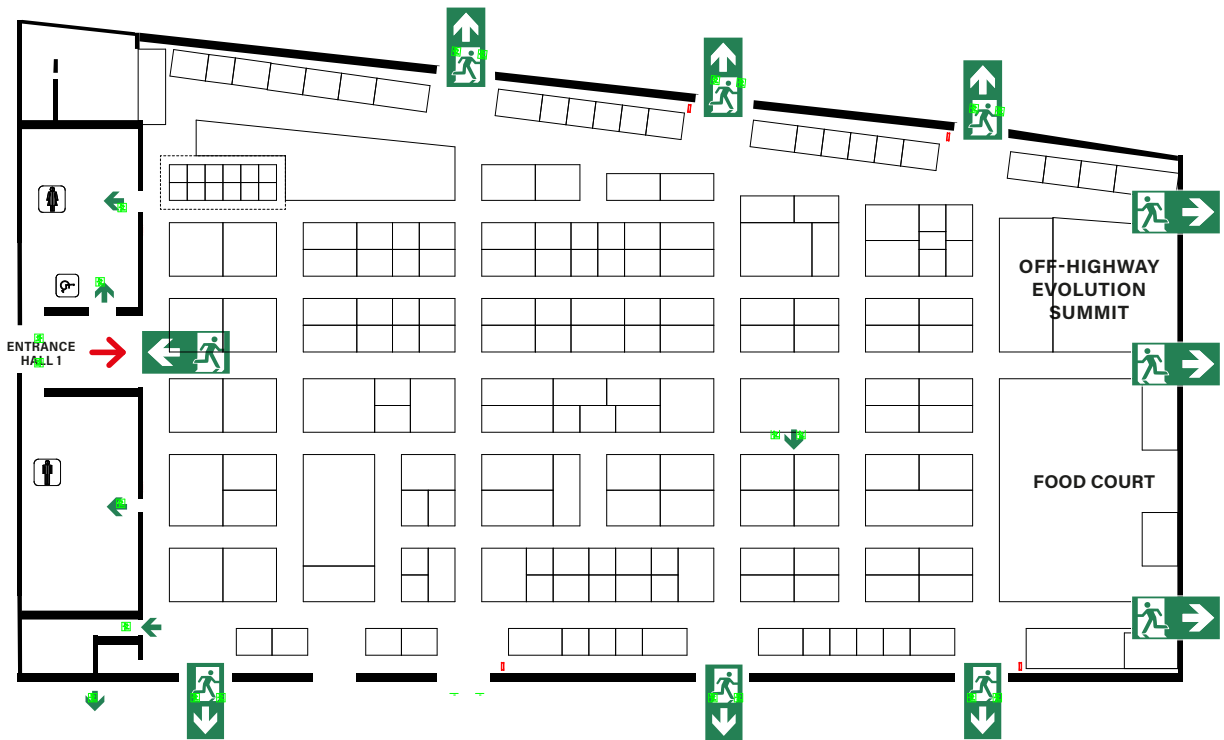 OFF-HIGHWAY
EVOLUTION
SUMMIT
ENTRANCE
HALL 1
FOOD COURT